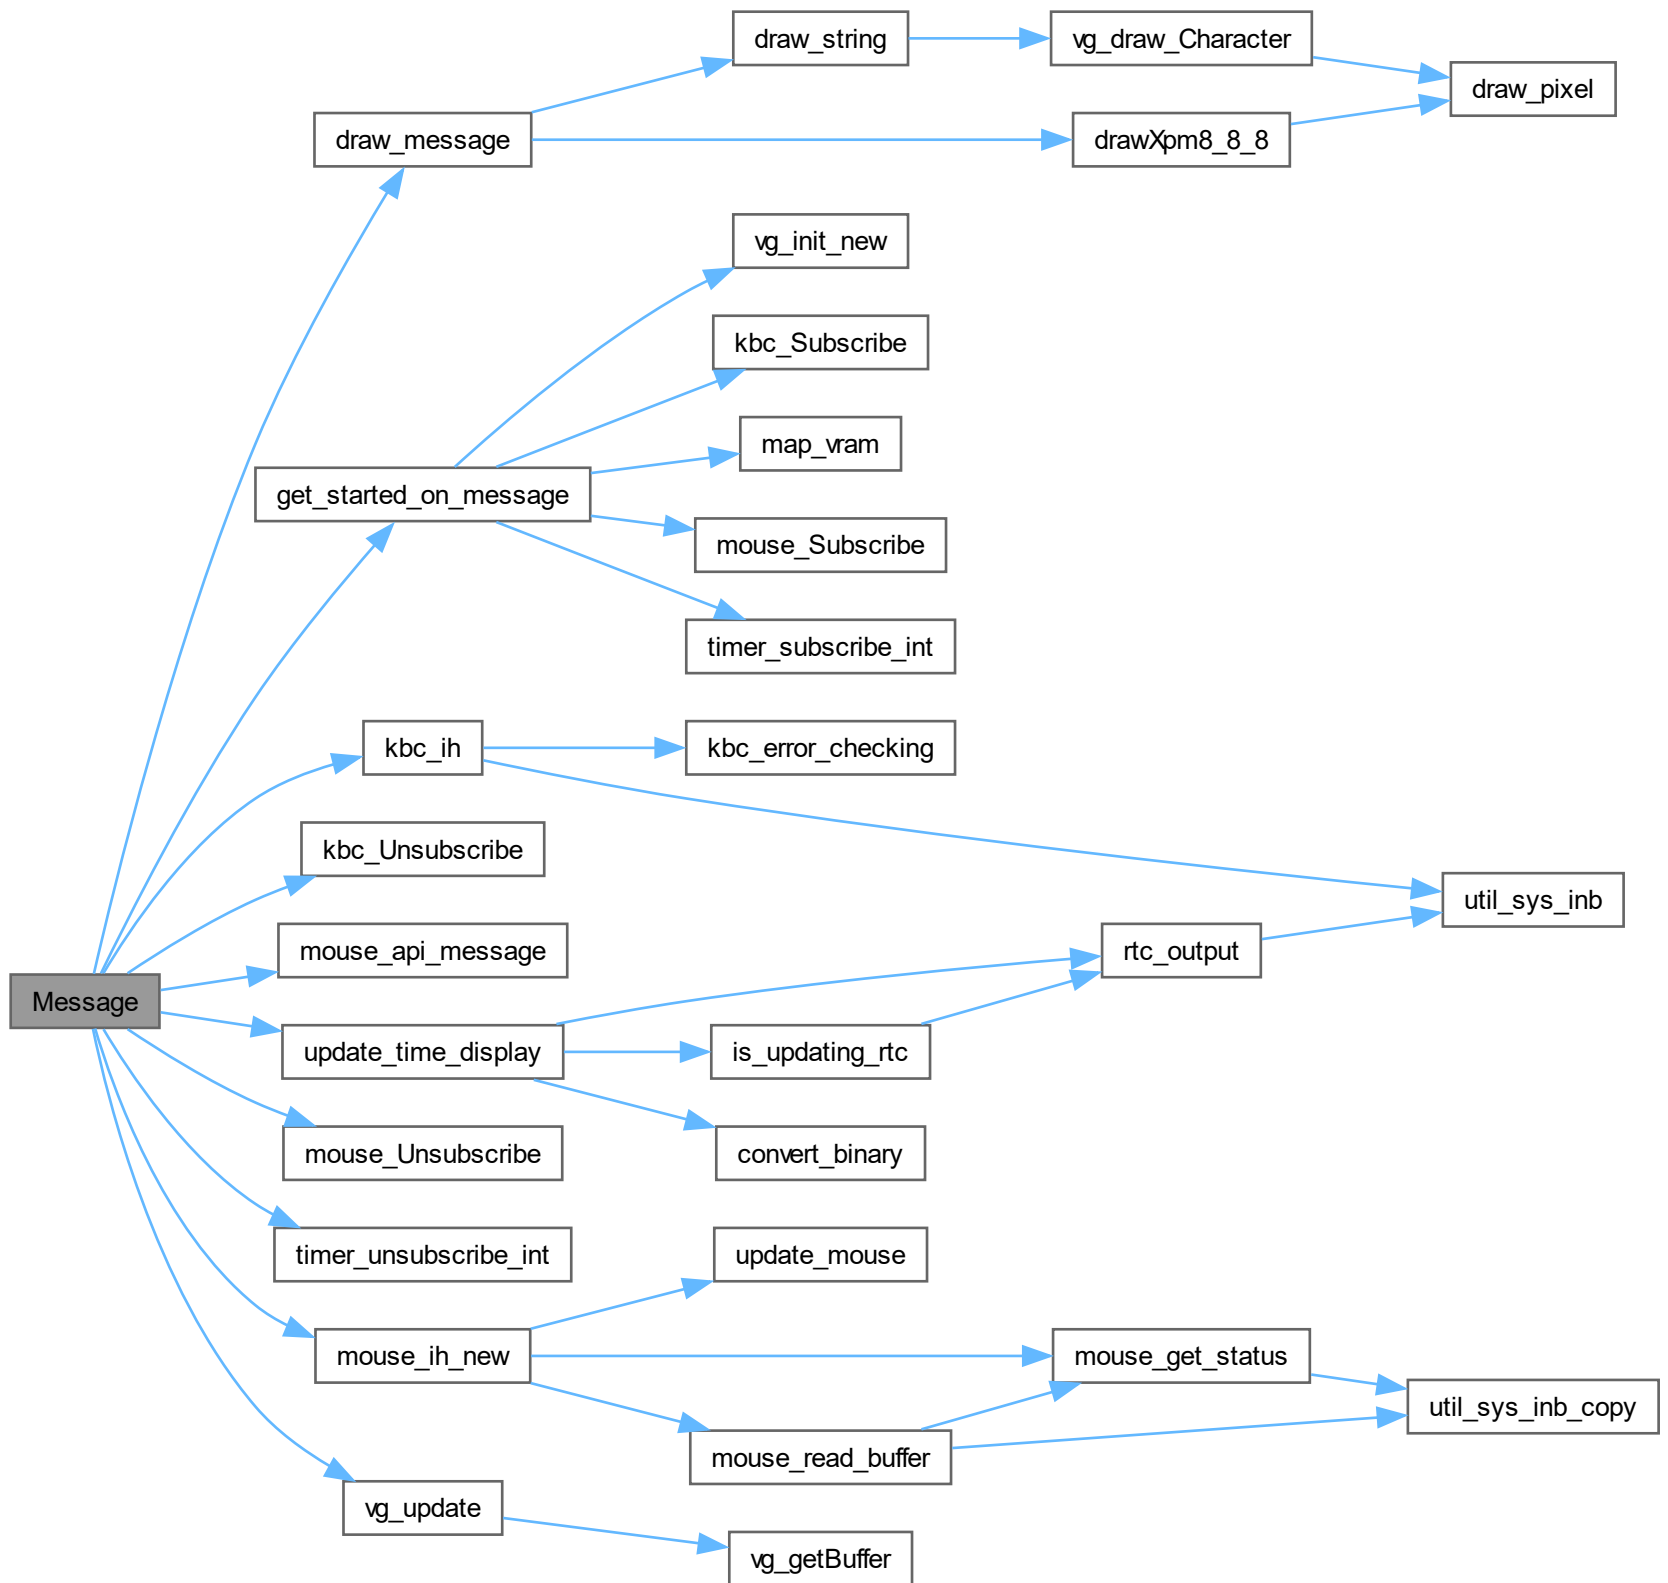 draw_string
vg_draw_Character
draw_pixel
draw_message
drawXpm8_8_8
vg_init_new
kbc_Subscribe
map_vram
get_started_on_message
mouse_Subscribe
timer_subscribe_int
kbc_ih
kbc_error_checking
kbc_Unsubscribe
util_sys_inb
mouse_api_message
rtc_output
Message
update_time_display
is_updating_rtc
mouse_Unsubscribe
convert_binary
timer_unsubscribe_int
update_mouse
mouse_ih_new
mouse_get_status
util_sys_inb_copy
mouse_read_buffer
vg_update
vg_getBuffer